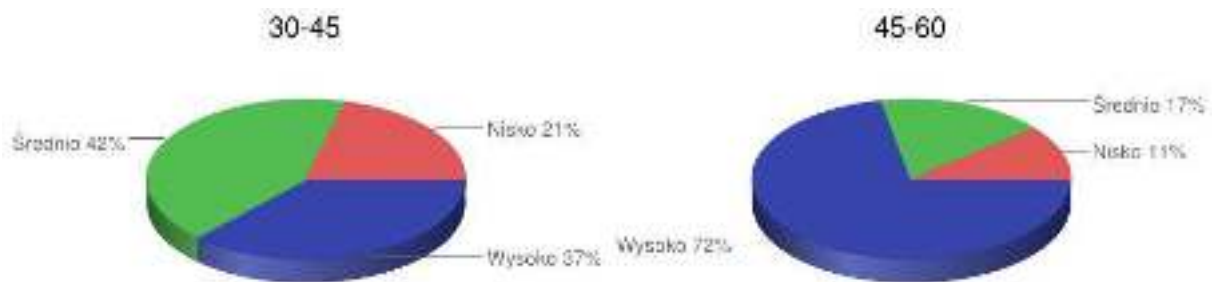 30-45
Średnio 42%
Nisko 21%
Wysoko 37%
45-60
Średnio 17%
Nisko 11%
Wysoko 72%